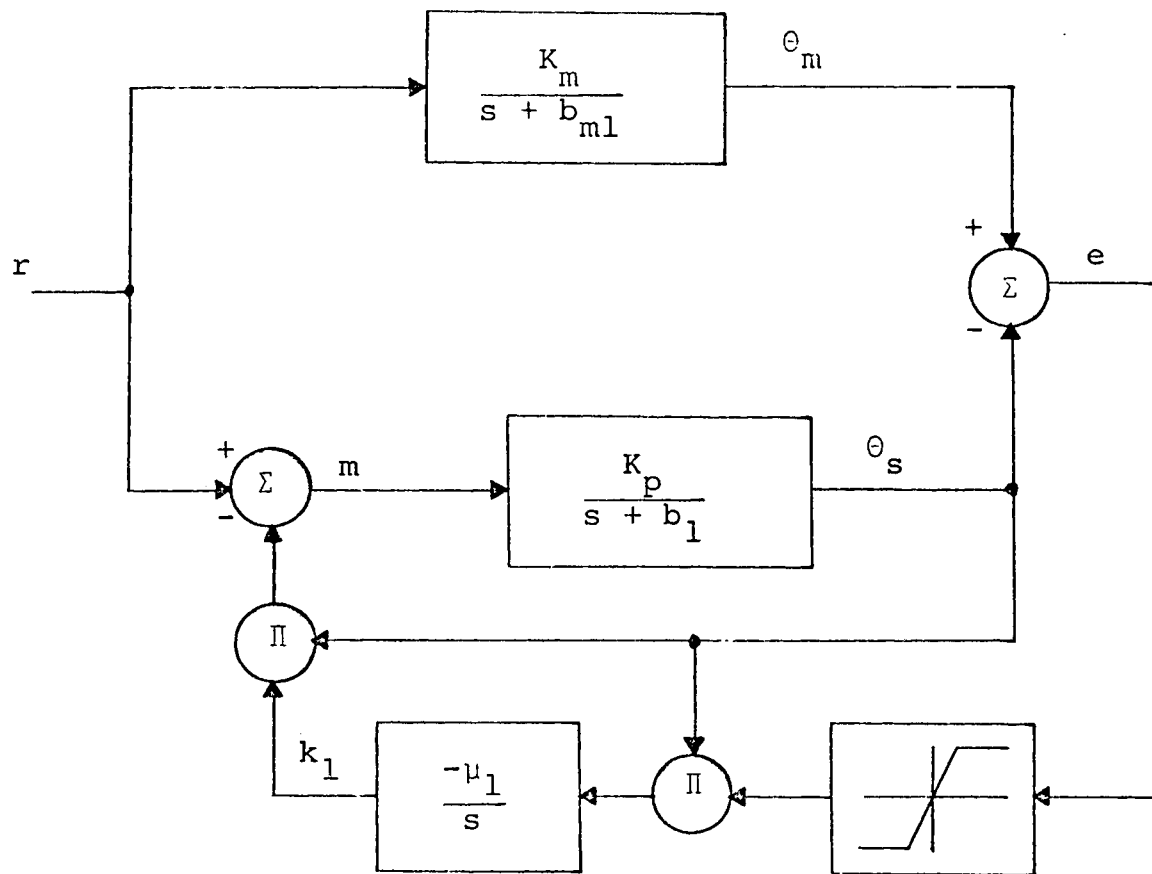 Θ_m
K_m
s + b_m1
r
+
Σ
e
-
+
Σ
-
m
K_p
s + b_1
Θ_s
Π
k_1
-μ_1
s
Π